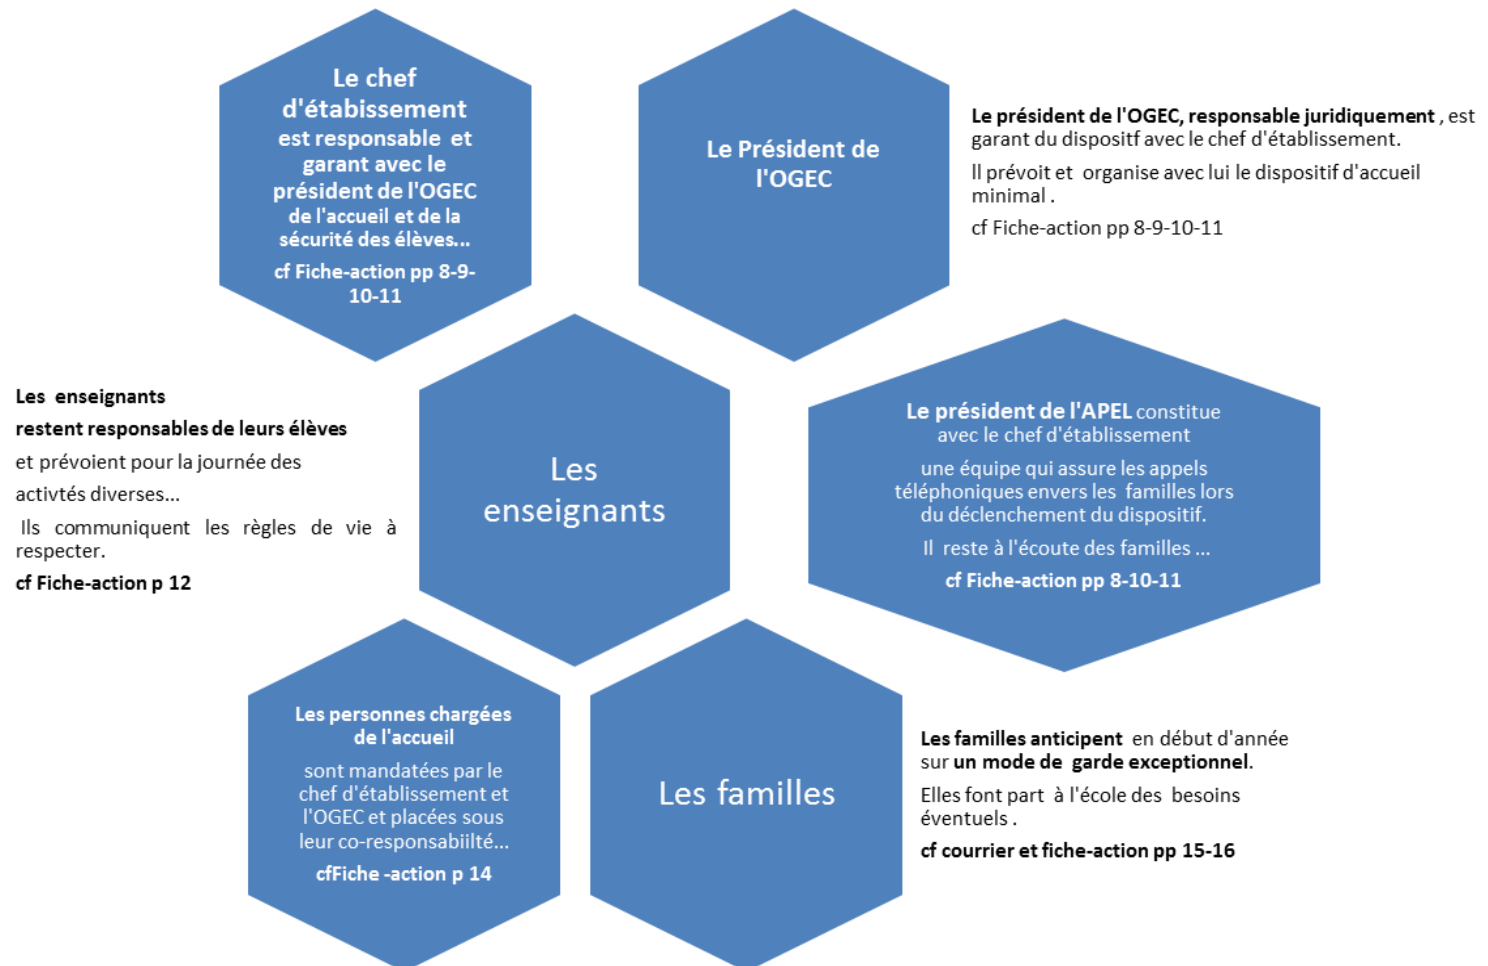 Le chef
d'établissement
est responsable et
garant avec le
président de l'OGEC
de l'accueil et de la
sécurité des élèves...
cf Fiche-action pp 8-9-
10-11
Le Président de
l'OGEC
Le président de l'OGEC, responsable juridiquement , est
garant du dispositf avec le chef d'établissement.
Il prévoit et organise avec lui le dispositif d'accueil
minimal .
cf Fiche-action pp 8-9-10-11
Les enseignants
restent responsables de leurs élèves
et prévoient pour la journée des
activtés diverses...
Ils communiquent les règles de vie à
respecter.
cf Fiche-action p 12
Les
enseignants
Le président de l'APEL constitue
avec le chef d'établissement
une équipe qui assure les appels
téléphoniques envers les familles lors
du déclenchement du dispositif.
Il reste à l'écoute des familles ...
cf Fiche-action pp 8-10-11
Les personnes chargées
de l'accueil
sont mandatées par le
chef d'établissement et
l'OGEC et placées sous
leur co-responsabiilté...
cfFiche -action p 14
Les familles
Les familles anticipent en début d'année
sur un mode de garde exceptionnel.
Elles font part à l'école des besoins
éventuels .
cf courrier et fiche-action pp 15-16